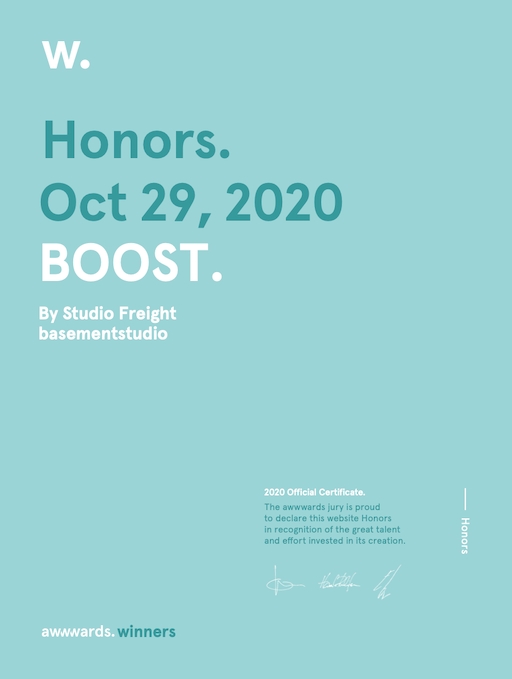 w.
Honors.
Oct 29, 2020
BOOST.
By Studio Freight
basementstudio
2020 Official Certificate.
The awwwards jury is proud
to declare this website Honors
in recognition of the great talent
and effort invested in its creation.
Honors
awwwards.winners